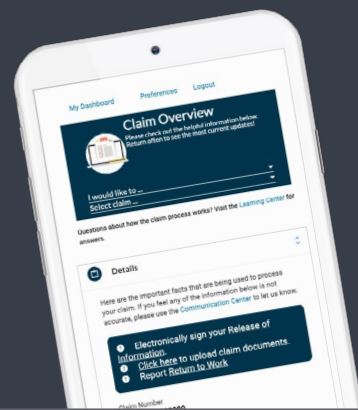 My Dashboard Preferences Logout
Claim Overview
Please check out the helpful information below.
Return often to see the most current updates!
I would like to ...
Select claim ...
Questions about how the claim process works? Visit the Learning Center for
answers.
Details
Here are the important facts that are being used to process
your claim. If you feel any of the information below is not
accurate, please use the Communication Center to let us know.
Electronically sign your Release of
Information.
Click here to upload claim documents.
Report Return to Work
Claim Number